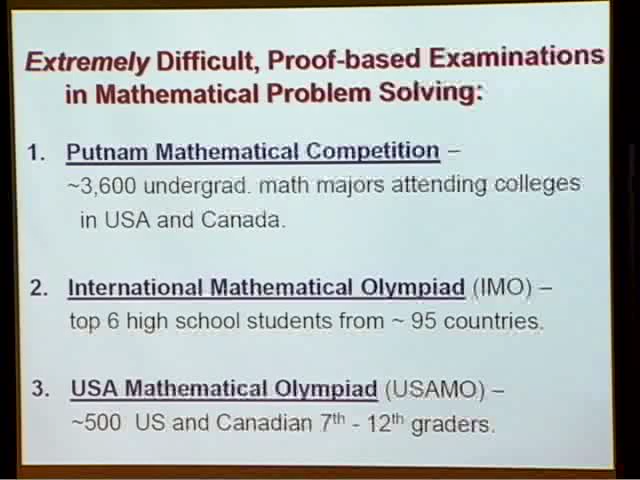 Extremely Difficult, Proof-based Examinations
in Mathematical Problem Solving:
1. Putnam Mathematical Competition –
~3,600 undergrad. math majors attending colleges
in USA and Canada.
2. International Mathematical Olympiad (IMO) –
top 6 high school students from ~ 95 countries.
3. USA Mathematical Olympiad (USAMO) –
~500 US and Canadian 7th - 12th graders.